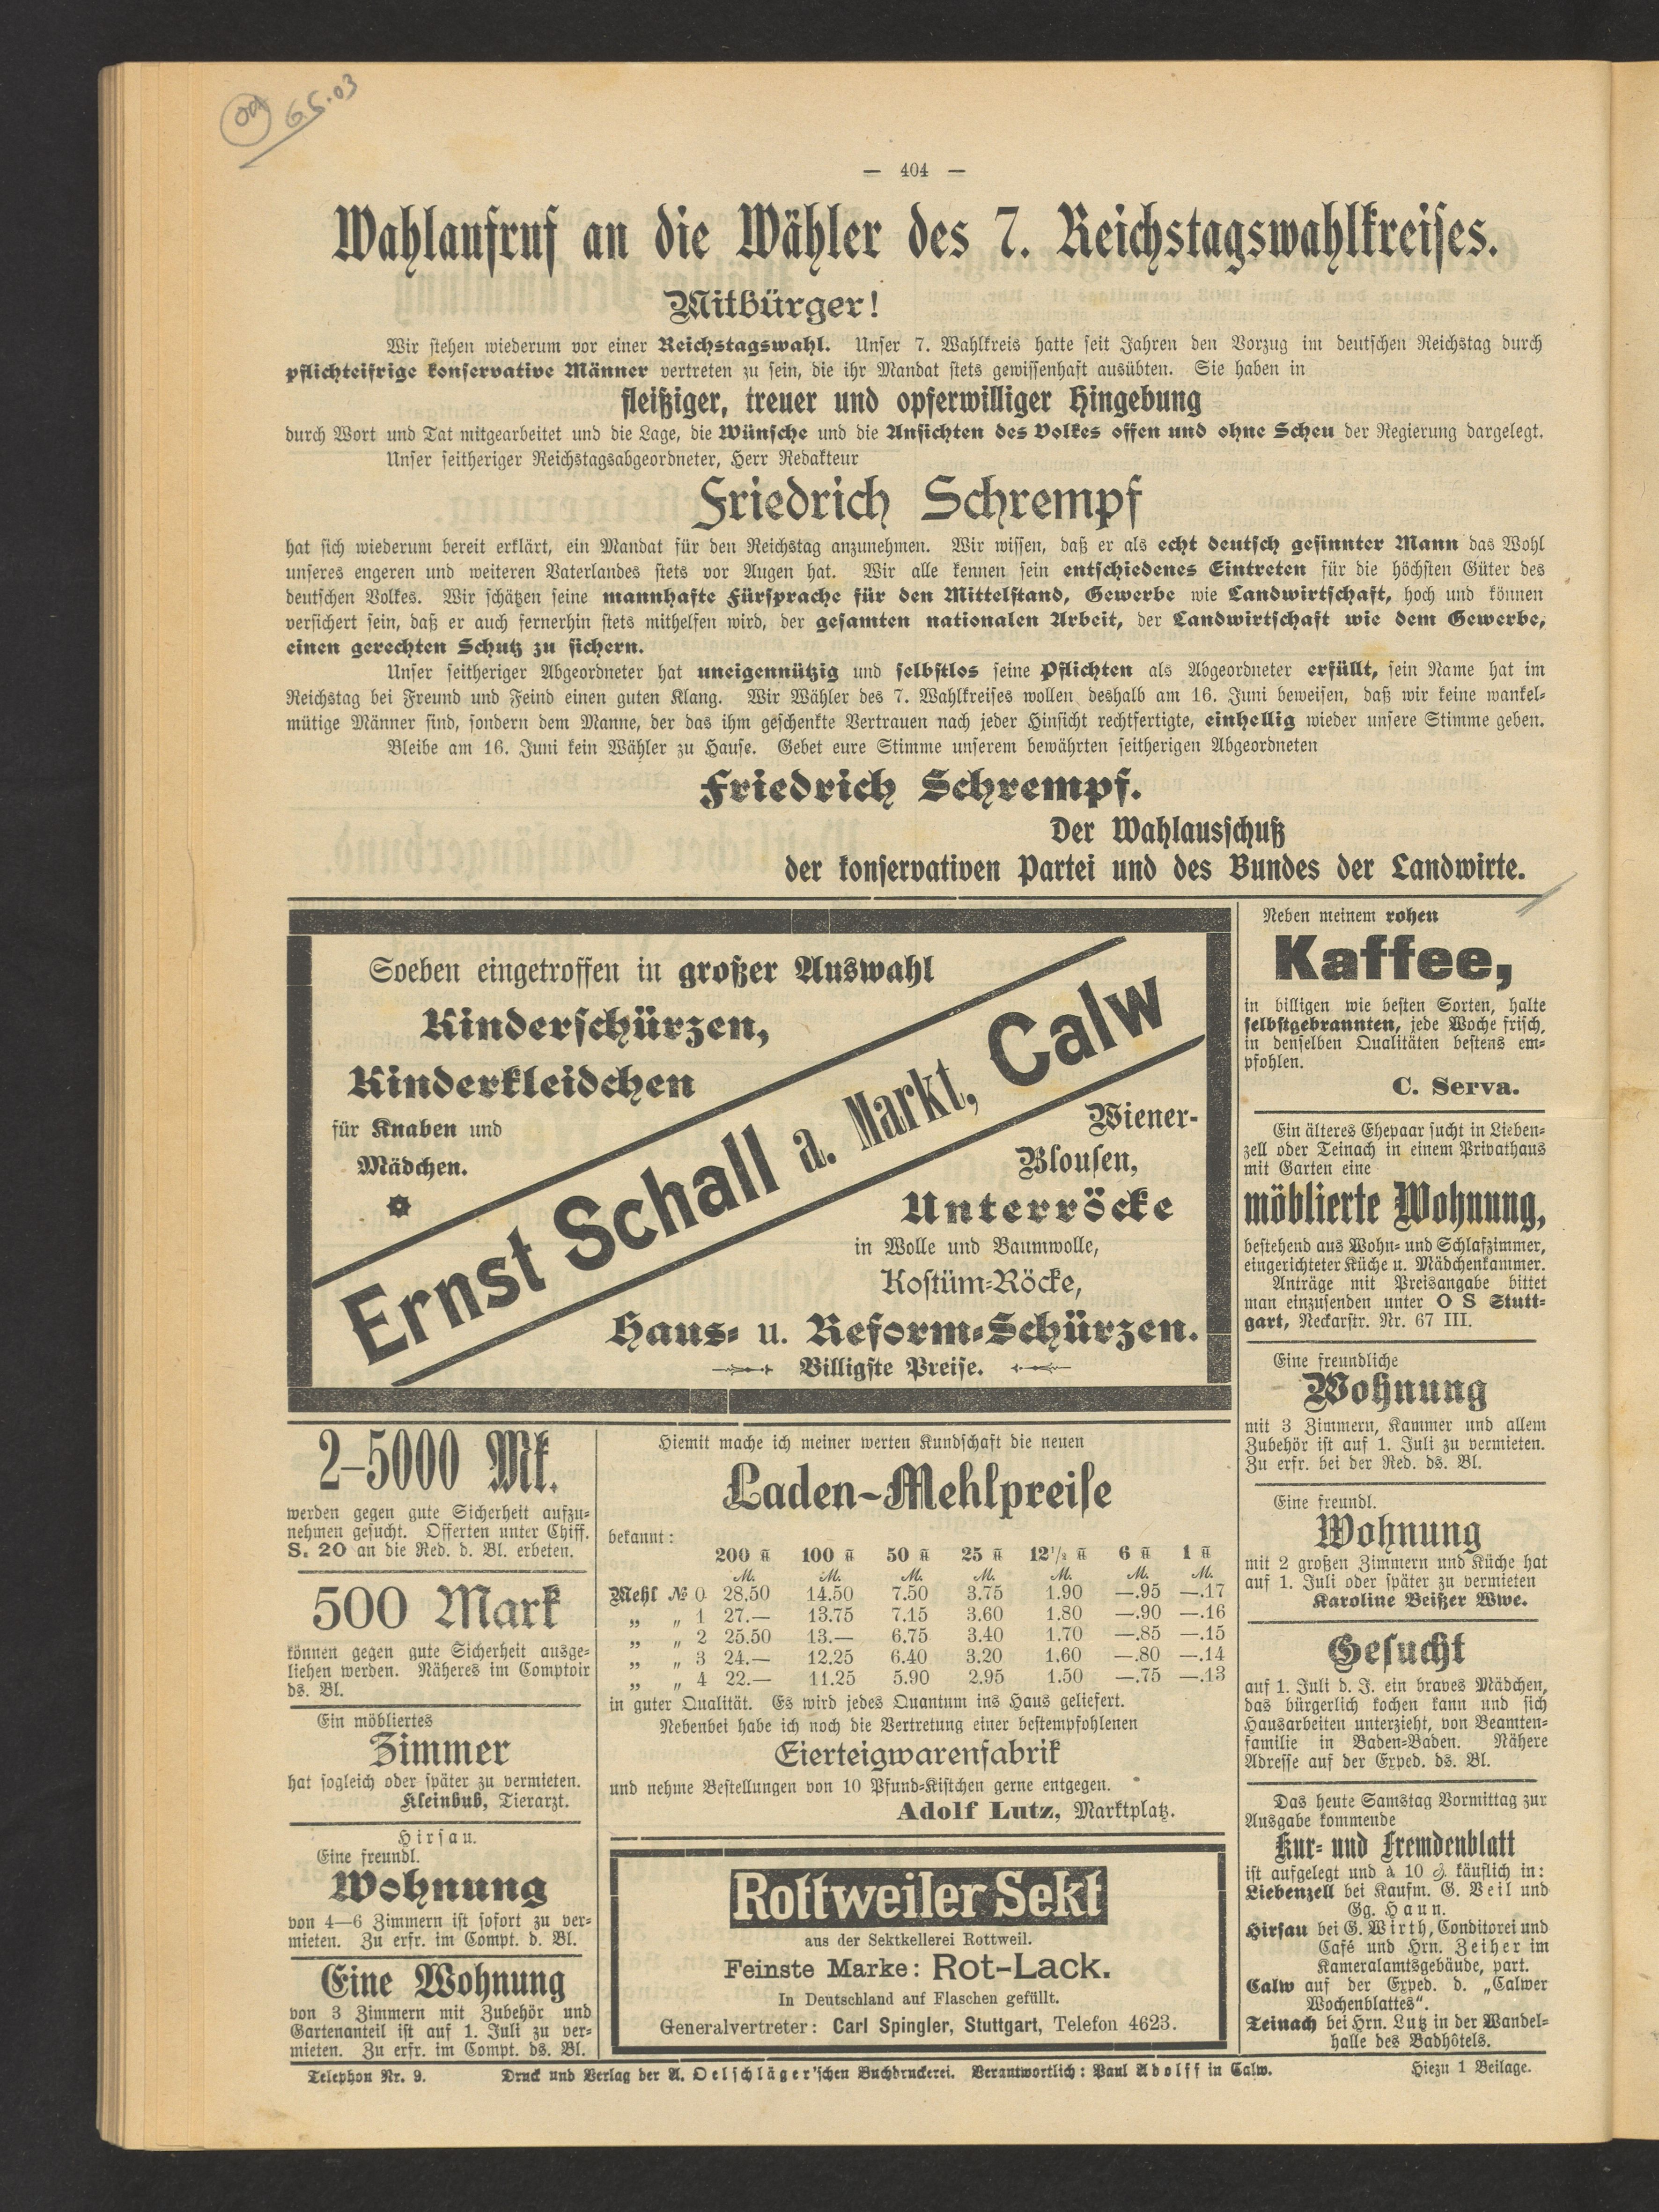 6.5.03
— 404 —
Wahlaufruf an die Wähler des 7. Reichstagswahlkreises.
Mitbürger!
Wir stehen wiederum vor einer Reichstagswahl. Unser 7. Wahlkreis hatte seit Jahren den Vorzug im deutschen Reichstag durch
pflichteifrige konservative Männer vertreten zu sein, die ihr Mandat stets gewissenhaft ausübten. Sie haben in
fleißiger, treuer und opferwilliger Hingebung
durch Wort und Tat mitgearbeitet und die Lage, die Wünsche und die Ansichten des Volkes offen und ohne Scheu der Regierung dargelegt.
Unser seitheriger Reichstagsabgeordneter, Herr Redakteur
Friedrich Schrempf
hat sich wiederum bereit erklärt, ein Mandat für den Reichstag anzunehmen. Wir wissen, daß er als echt deutsch gesinnter Mann das Wohl
unseres engeren und weiteren Vaterlandes stets vor Augen hat. Wir alle kennen sein entschiedenes Eintreten für die höchsten Güter des
deutschen Volkes. Wir schätzen seine mannhafte Fürsprache für den Mittelstand, Gewerbe wie Landwirtschaft, hoch und können
versichert sein, daß er auch fernerhin stets mithelfen wird, der gesamten nationalen Arbeit, der Landwirtschaft wie dem Gewerbe,
einen gerechten Schutz zu sichern.
Unser seitheriger Abgeordneter hat uneigennützig und selbstlos seine Pflichten als Abgeordneter erfüllt, sein Name hat im
Reichstag bei Freund und Feind einen guten Klang. Wir Wähler des 7. Wahlkreises wollen deshalb am 16. Juni beweisen, daß wir keine wankel-
mütige Männer sind, sondern dem Manne, der das ihm geschenkte Vertrauen nach jeder Hinsicht rechtfertigte, einhellig wieder unsere Stimme geben.
Bleibe am 16. Juni kein Wähler zu Hause. Gebet eure Stimme unserem bewährten seitherigen Abgeordneten
Friedrich Schrempf.
Der Wahlausschuß
der konservativen Partei und des Bundes der Landwirte.
Soeben eingetroffen in großer Auswahl
Kinderschürzen,
Kinderkleidchen
für Knaben und
Mädchen.
Ernst Schall a. Markt, Calw
Wiener-
Blousen,
Unterröcke
in Wolle und Baumwolle,
Kostüm-Röcke,
Haus- u. Reform-Schürzen.
Billigste Preise.
2–5000 Mk.
werden gegen gute Sicherheit aufzu-
nehmen gesucht. Offerten unter Chiff.
S. 20 an die Red. d. Bl. erbeten.
500 Mark
können gegen gute Sicherheit ausge-
liehen werden. Näheres im Comptoir
ds. Bl.
Ein möbliertes
Zimmer
hat sogleich oder später zu vermieten.
Kleinbub, Tierarzt.
Hirsau.
Eine freundl.
Wohnung
von 4–6 Zimmern ist sofort zu ver-
mieten. Zu erfr. im Compt. d. Bl.
Eine Wohnung
von 3 Zimmern mit Zubehör und
Gartenanteil ist auf 1. Juli zu ver-
mieten. Zu erfr. im Compt. ds. Bl.
Hiemit mache ich meiner werten Kundschaft die neuen
Laden-Mehlpreise
bekannt:
200 ℔ 100 ℔ 50 ℔ 25 ℔ 12½ ℔ 6 ℔ 1 ℔
M. M. M. M. M. M. M.
Mehl № 0 28.50 14.50 7.50 3.75 1.90 —.95 —.17
„ „ 1 27.— 13.75 7.15 3.60 1.80 —.90 —.16
„ „ 2 25.50 13.— 6.75 3.40 1.70 —.85 —.15
„ „ 3 24.— 12.25 6.40 3.20 1.60 —.80 —.14
„ „ 4 22.— 11.25 5.90 2.95 1.50 —.75 —.13
in guter Qualität. Es wird jedes Quantum ins Haus geliefert.
Nebenbei habe ich noch die Vertretung einer bestempfohlenen
Eierteigwarenfabrik
und nehme Bestellungen von 10 Pfund-Kistchen gerne entgegen.
Adolf Lutz, Marktplatz.
Rottweiler Sekt
aus der Sektkellerei Rottweil.
Feinste Marke: Rot-Lack.
In Deutschland auf Flaschen gefüllt.
Generalvertreter: Carl Spingler, Stuttgart, Telefon 4623.
Neben meinem rohen
Kaffee,
in billigen wie besten Sorten, halte
selbstgebrannten, jede Woche frisch,
in denselben Qualitäten bestens em-
pfohlen.
C. Serva.
Ein älteres Ehepaar sucht in Lieben-
zell oder Teinach in einem Privathaus
mit Garten eine
möblierte Wohnung,
bestehend aus Wohn- und Schlafzimmer,
eingerichteter Küche u. Mädchenkammer.
Anträge mit Preisangabe bittet
man einzusenden unter O S Stutt-
gart, Neckarstr. Nr. 67 III.
Eine freundliche
Wohnung
mit 3 Zimmern, Kammer und allem
Zubehör ist auf 1. Juli zu vermieten.
Zu erfr. bei der Red. ds. Bl.
Eine freundl.
Wohnung
mit 2 großen Zimmern und Küche hat
auf 1. Juli oder später zu vermieten
Karoline Beißer Wwe.
Gesucht
auf 1. Juli d. J. ein braves Mädchen,
das bürgerlich kochen kann und sich
Hausarbeiten unterzieht, von Beamten-
familie in Baden-Baden. Nähere
Adresse auf der Exped. ds. Bl.
Das heute Samstag Vormittag zur
Ausgabe kommende
Kur- und Fremdenblatt
ist aufgelegt und à 10 ₰ käuflich in:
Liebenzell bei Kaufm. G. Veil und
Gg. Haun.
Hirsau bei G. Wirth, Conditorei und
Café und Hrn. Zeiher im
Kameralamtsgebäude, part.
Calw auf der Exped. d. „Calwer
Wochenblattes".
Teinach bei Hrn. Lutz in der Wandel-
halle des Badhôtels.
Telephon Nr. 9. Druck und Verlag der A. Oelschläger'schen Buchdruckerei. Verantwortlich: Paul Adolff in Calw. Hiezu 1 Beilage.